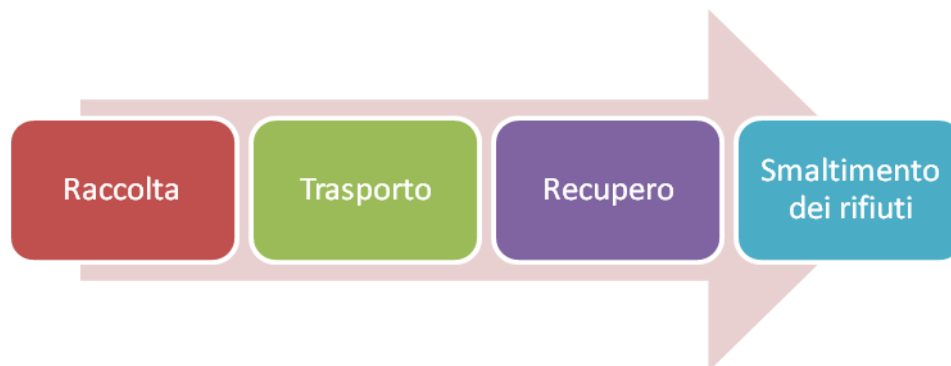 Raccolta
Trasporto
Recupero
Smaltimento
dei rifiuti